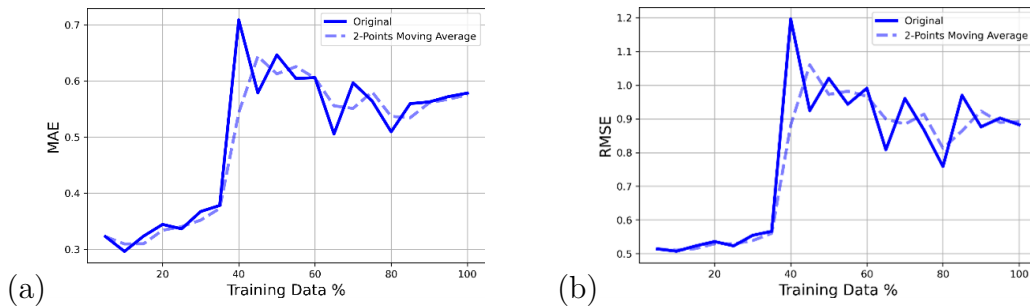 Original
2-Points Moving Average
MAE
0.7
0.6
0.5
0.4
0.3
20
40
60
80
100
Training Data %
(a)
Original
2-Points Moving Average
RMSE
1.2
1.1
1.0
0.9
0.8
0.7
0.6
0.5
20
40
60
80
100
Training Data %
(b)